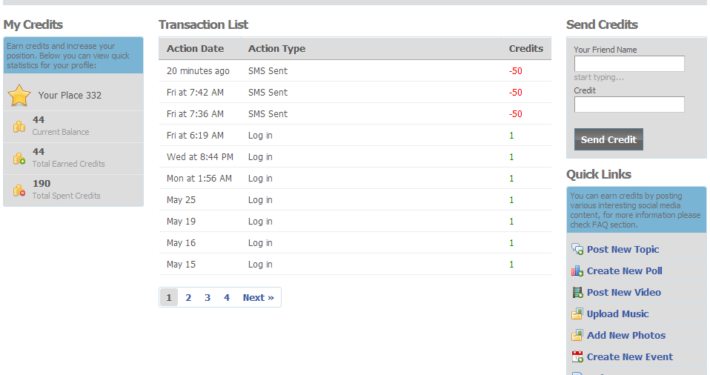 My Credits
Earn credits and increase your
position. Below you can view quick
statistics for your profile:
Your Place 332
44
Current Balance
44
Total Earned Credits
190
Total Spent Credits
Transaction List
Action Date Action Type Credits
20 minutes ago SMS Sent -50
Fri at 7:42 AM SMS Sent -50
Fri at 7:36 AM SMS Sent -50
Fri at 6:19 AM Log in 1
Wed at 8:44 PM Log in 1
Mon at 1:56 AM Log in 1
May 25 Log in 1
May 19 Log in 1
May 16 Log in 1
May 15 Log in 1
1 2 3 4 Next »
Send Credits
Your Friend Name
start typing...
Credit
Send Credit
Quick Links
You can earn credits by posting
various interesting social media
content, for more information please
check FAQ section.
Post New Topic
Create New Poll
Post New Video
Upload Music
Add New Photos
Create New Event